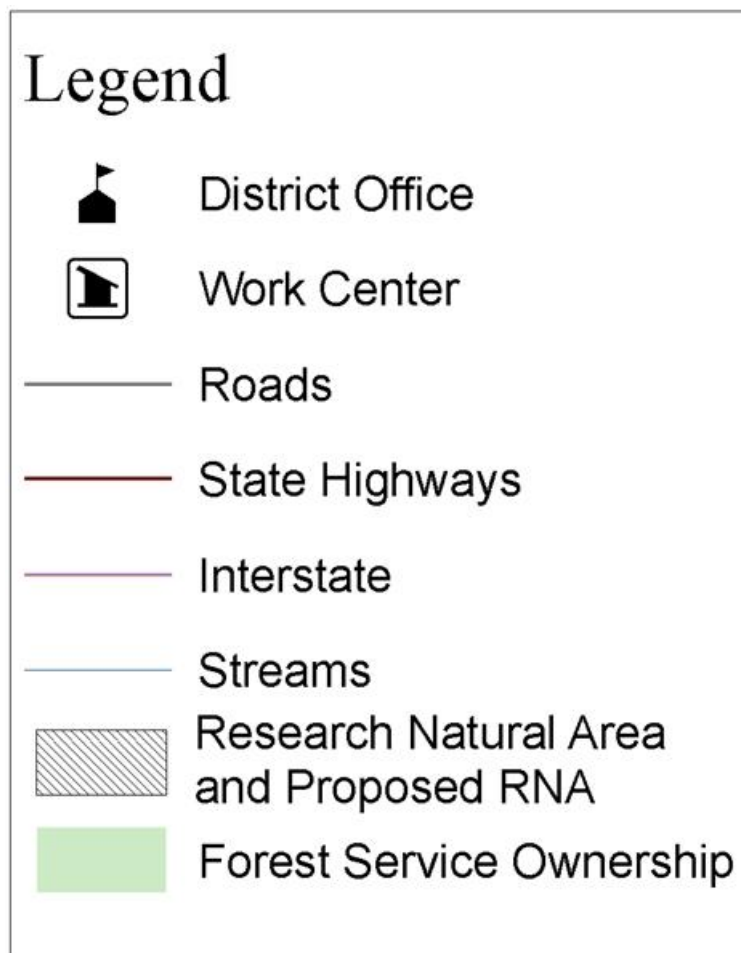 Legend
District Office
Work Center
Roads
State Highways
Interstate
Streams
Research Natural Area
and Proposed RNA
Forest Service Ownership